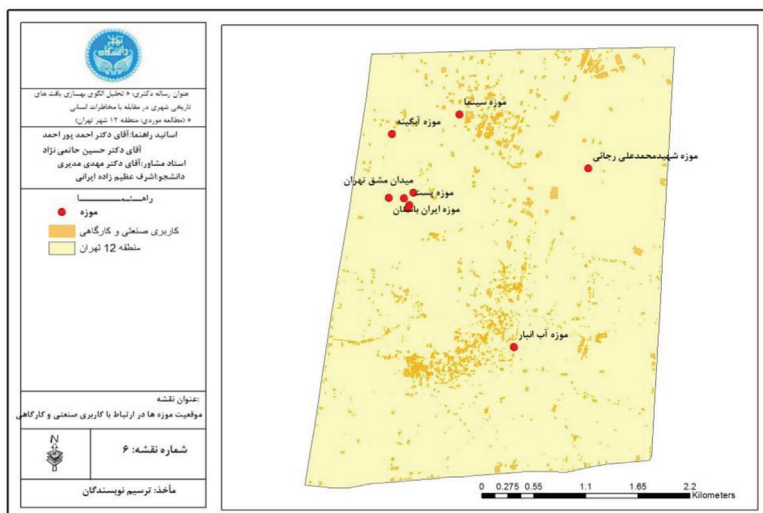 عنوان رساله دکتری: « تحلیل الگوی بهسازی بافت های
تاریخی شهری در مقابله با مخاطرات انسانی
« (مطالعه موردی: منطقه ۱۲ شهر تهران)
اساتید راهنما:آقای دکتر احمد پور احمد
آقای دکتر حسین حاتمی نژاد
استاد مشاور:آقای دکتر مهدی مدیری
دانشجو:اشرف عظیم زاده ایرانی
راهنما
موزه
کاربری صنعتی و کارگاهی
منطقه 12 تهران
عنوان نقشه:
موقعیت موزه ها در ارتباط با کاربری صنعتی و کارگاهی
N
شماره نقشه: ۶
مأخذ: ترسیم نویسندگان
موزه سینما
موزه آبگینه
موزه شهیدمحمدعلی رجائی
میدان مشق تهران
موزه پست
موزه ایران باستان
موزه آب انبار
0 0.275 0.55 1.1 1.65 2.2
Kilometers